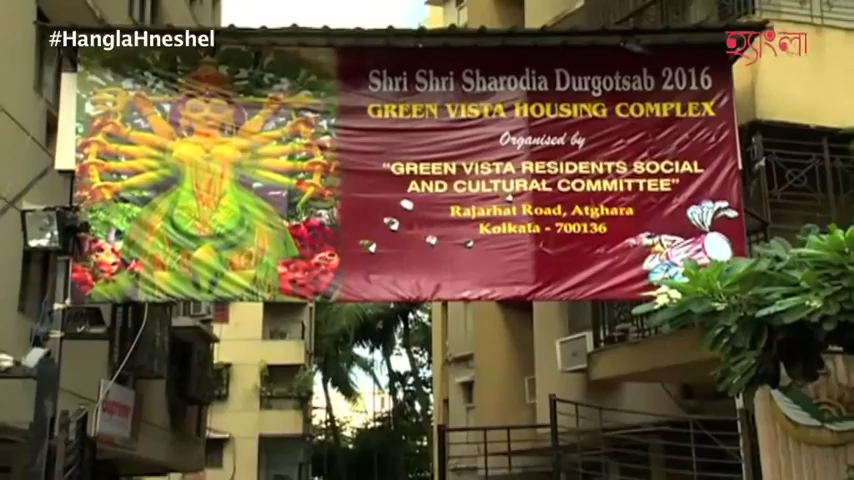 #HanglaHneshel
হ্যাংলা
Shri Shri Sharodia Durgotsab 2016
GREEN VISTA HOUSING COMPLEX
Organised by
"GREEN VISTA RESIDENTS SOCIAL
AND CULTURAL COMMITTEE"
Rajarhat Road, Atghara
Kolkata - 700136